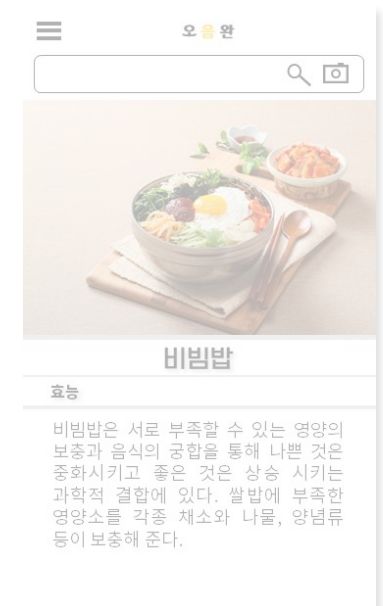 오음완
비빔밥
효능
비빔밥은 서로 부족할 수 있는 영양의
보충과 음식의 궁합을 통해 나쁜 것은
중화시키고 좋은 것은 상승 시키는
과학적 결합에 있다. 쌀밥에 부족한
영양소를 각종 채소와 나물, 양념류
등이 보충해 준다.